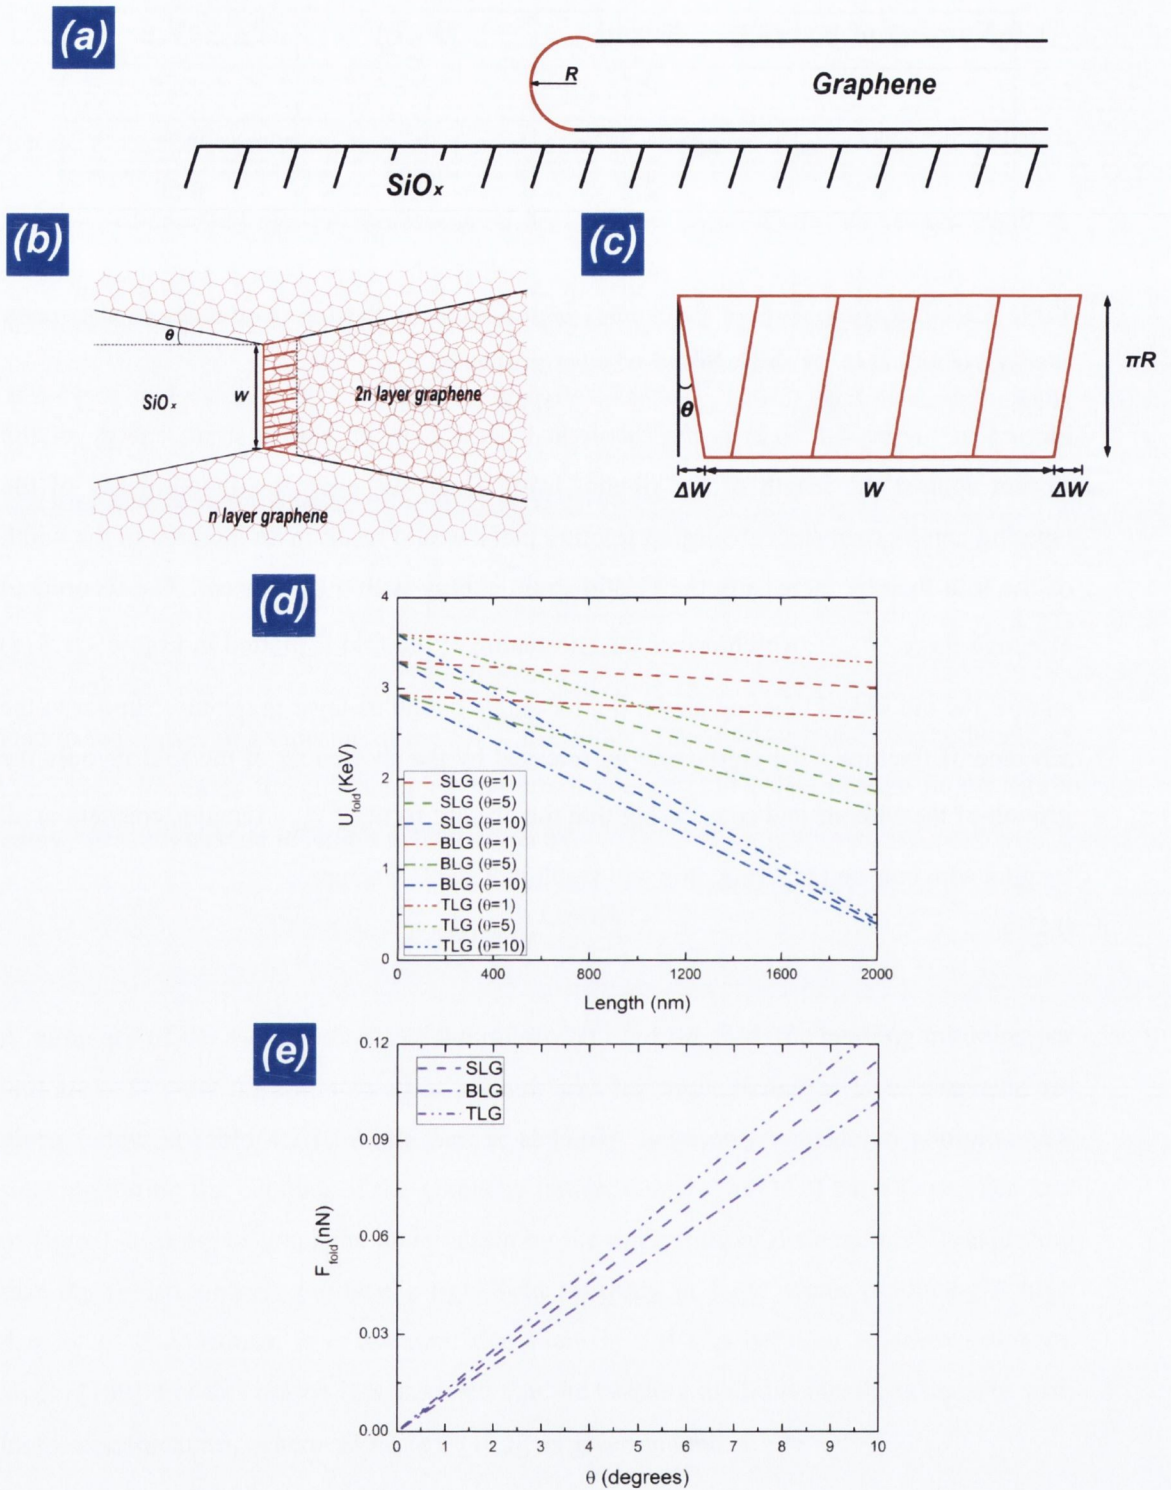 (a)
R
Graphene
SiOₓ
(b)
θ
SiOₓ
W
2n layer graphene
n layer graphene
(c)
θ
πR
ΔW
W
ΔW
(d)
4
3
2
1
0
U_fold(KeV)
SLG (θ=1)
SLG (θ=5)
SLG (θ=10)
BLG (θ=1)
BLG (θ=5)
BLG (θ=10)
TLG (θ=1)
TLG (θ=5)
TLG (θ=10)
0 400 800 1200 1600 2000
Length (nm)
(e)
0.12
0.09
0.06
0.03
0.00
F_fold(nN)
SLG
BLG
TLG
0 1 2 3 4 5 6 7 8 9 10
θ (degrees)